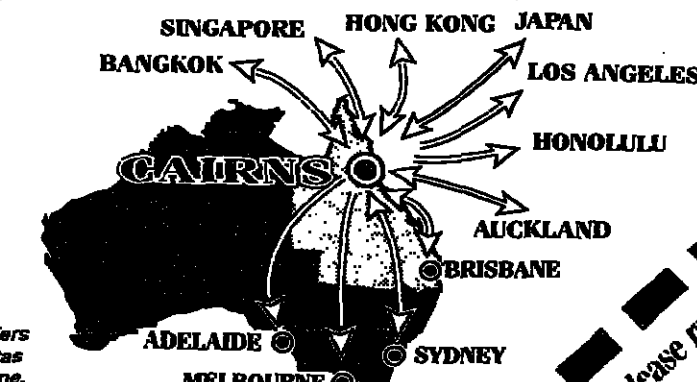 SINGAPORE
HONG KONG
JAPAN
BANGKOK
LOS ANGELES
CAIRNS
HONOLULU
AUCKLAND
BRISBANE
ADELAIDE
SYDNEY
MELBOURNE